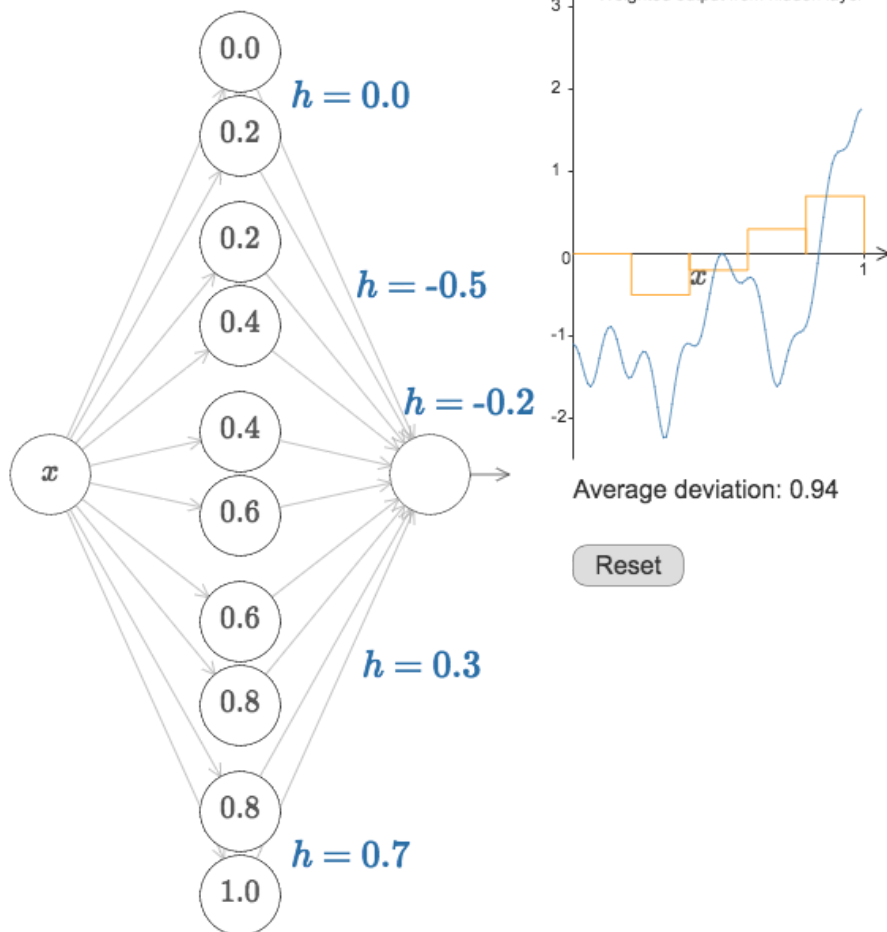 0.0
h = 0.0
0.2
0.2
h = -0.5
0.4
h = -0.2
0.4
x
0.6
0.6
h = 0.3
0.8
0.8
h = 0.7
1.0
3
2
1
0
x
1
-1
-2
Average deviation: 0.94
Reset